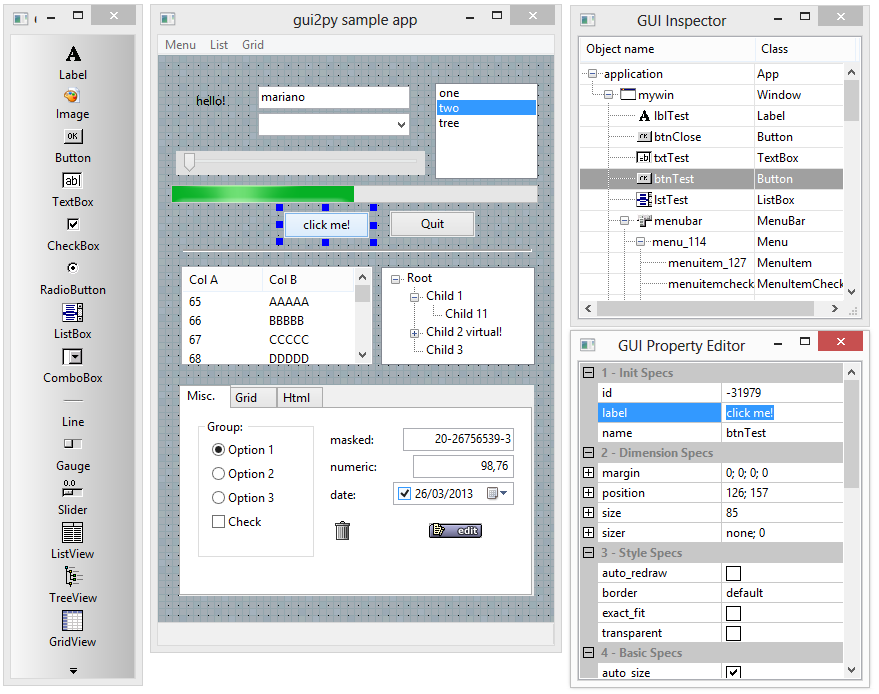 Label
Image
OK
Button
ab
TextBox
CheckBox
RadioButton
ListBox
ComboBox
Line
Gauge
0.0
Slider
ListView
TreeView
GridView
gui2py sample app
Menu List Grid
hello!
mariano
one
two
tree
click me!
Quit
Col A Col B
65 AAAAA
66 BBBBB
67 CCCCC
68 DDDDD
Root
Child 1
Child 11
Child 2 virtual!
Child 3
Misc. Grid Html
Group:
Option 1
Option 2
Option 3
Check
masked: 20-26756539-3
numeric: 98,76
date: 26/03/2013
edit
GUI Inspector
Object name Class
application App
mywin Window
lblTest Label
btnClose Button
txtTest TextBox
btnTest Button
lstTest ListBox
menubar MenuBar
menu_114 Menu
menuitem_127 MenuItem
menuitemcheck MenuItemCheck
GUI Property Editor
1 - Init Specs
id -31979
label click me!
name btnTest
2 - Dimension Specs
margin 0; 0; 0; 0
position 126; 157
size 85
sizer none; 0
3 - Style Specs
auto_redraw
border default
exact_fit
transparent
4 - Basic Specs
auto_size